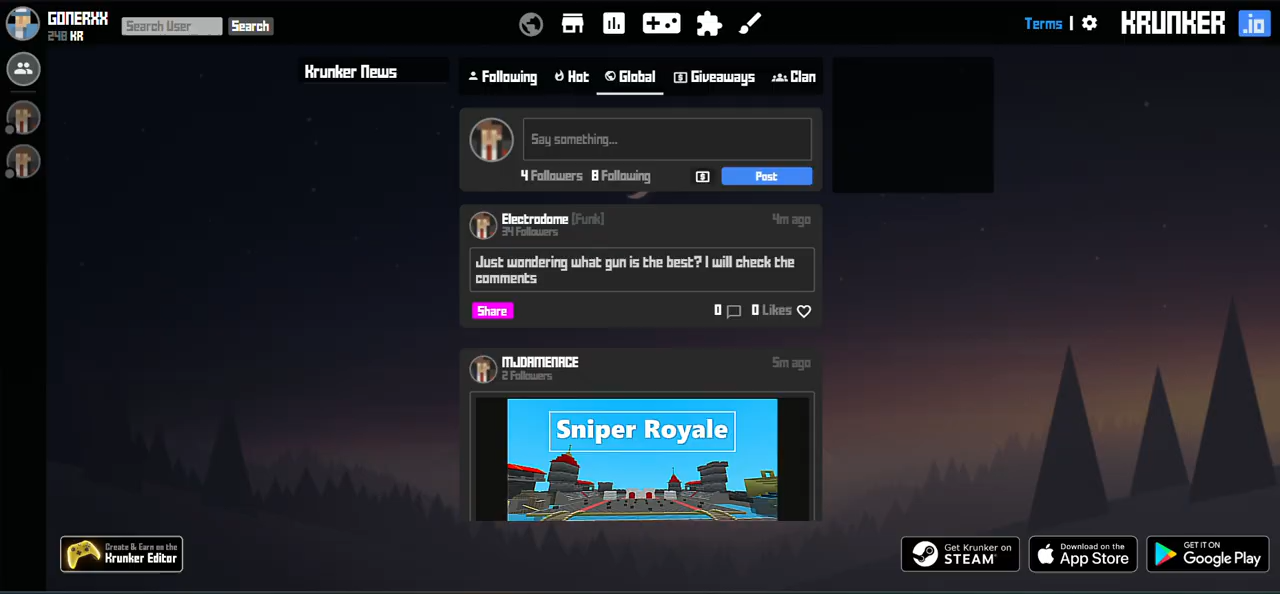 GONERXX
248 KR
Search User
Search
Terms |
KRUNKER .io
Krunker News
Following Hot Global Giveaways Clan
Say something...
4 Followers 8 Following
Post
Electrodome [Funk] 4m ago
34 Followers
Just wondering what gun is the best? I will check the
comments
Share
0 0 Likes
MJDAMENACE 5m ago
2 Followers
Sniper Royale
Create & Earn on the
Krunker Editor
Get Krunker on
STEAM
Download on the
App Store
GET IT ON
Google Play